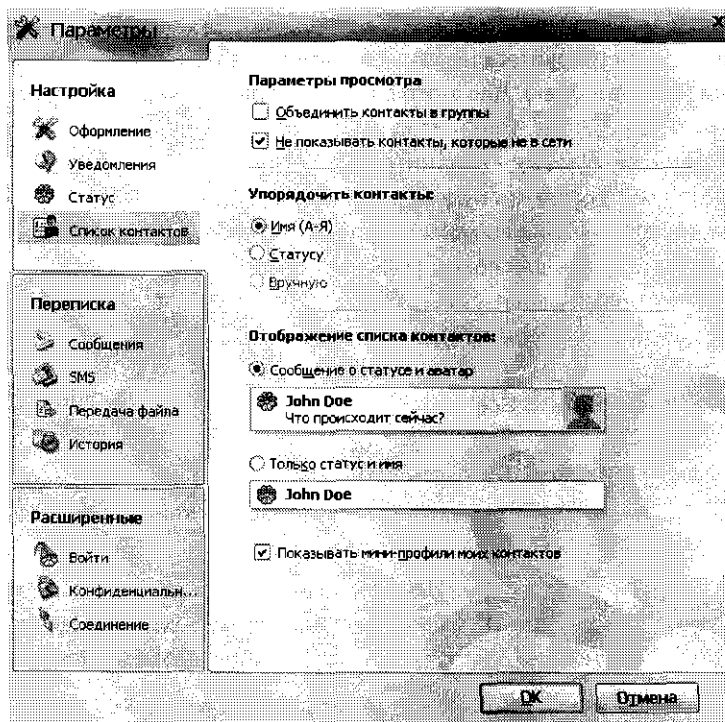 Параметры
Настройка
Оформление
Уведомления
Статус
Список контактов
Переписка
Сообщения
SMS
Передача файла
История
Расширенные
Войти
Конфиденциальн...
Соединение
Параметры просмотра
Объединить контакты в группы
Не показывать контакты, которые не в сети
Упорядочить контакты:
Имя (А-Я)
Статусу
Вручную
Отображение списка контактов:
Сообщение о статусе и аватар
John Doe
Что происходит сейчас?
Только статус и имя
John Doe
Показывать мини-профили моих контактов
OK
Отмена